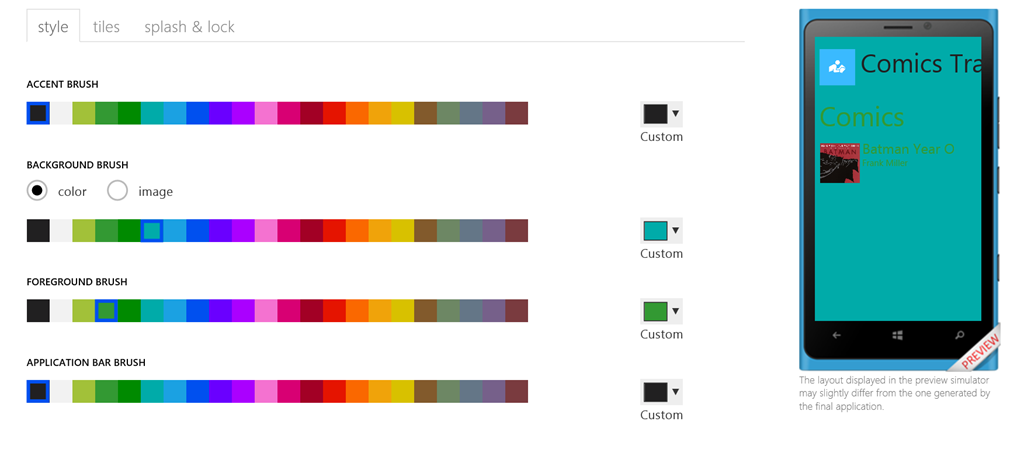 style
tiles
splash & lock
ACCENT BRUSH
Custom
BACKGROUND BRUSH
color
image
Custom
FOREGROUND BRUSH
Custom
APPLICATION BAR BRUSH
Custom
Comics Tra
Comics
BATMAN
Batman Year O
PREVIEW
The layout displayed in the preview simulator
may slightly differ from the one generated by
the final application.